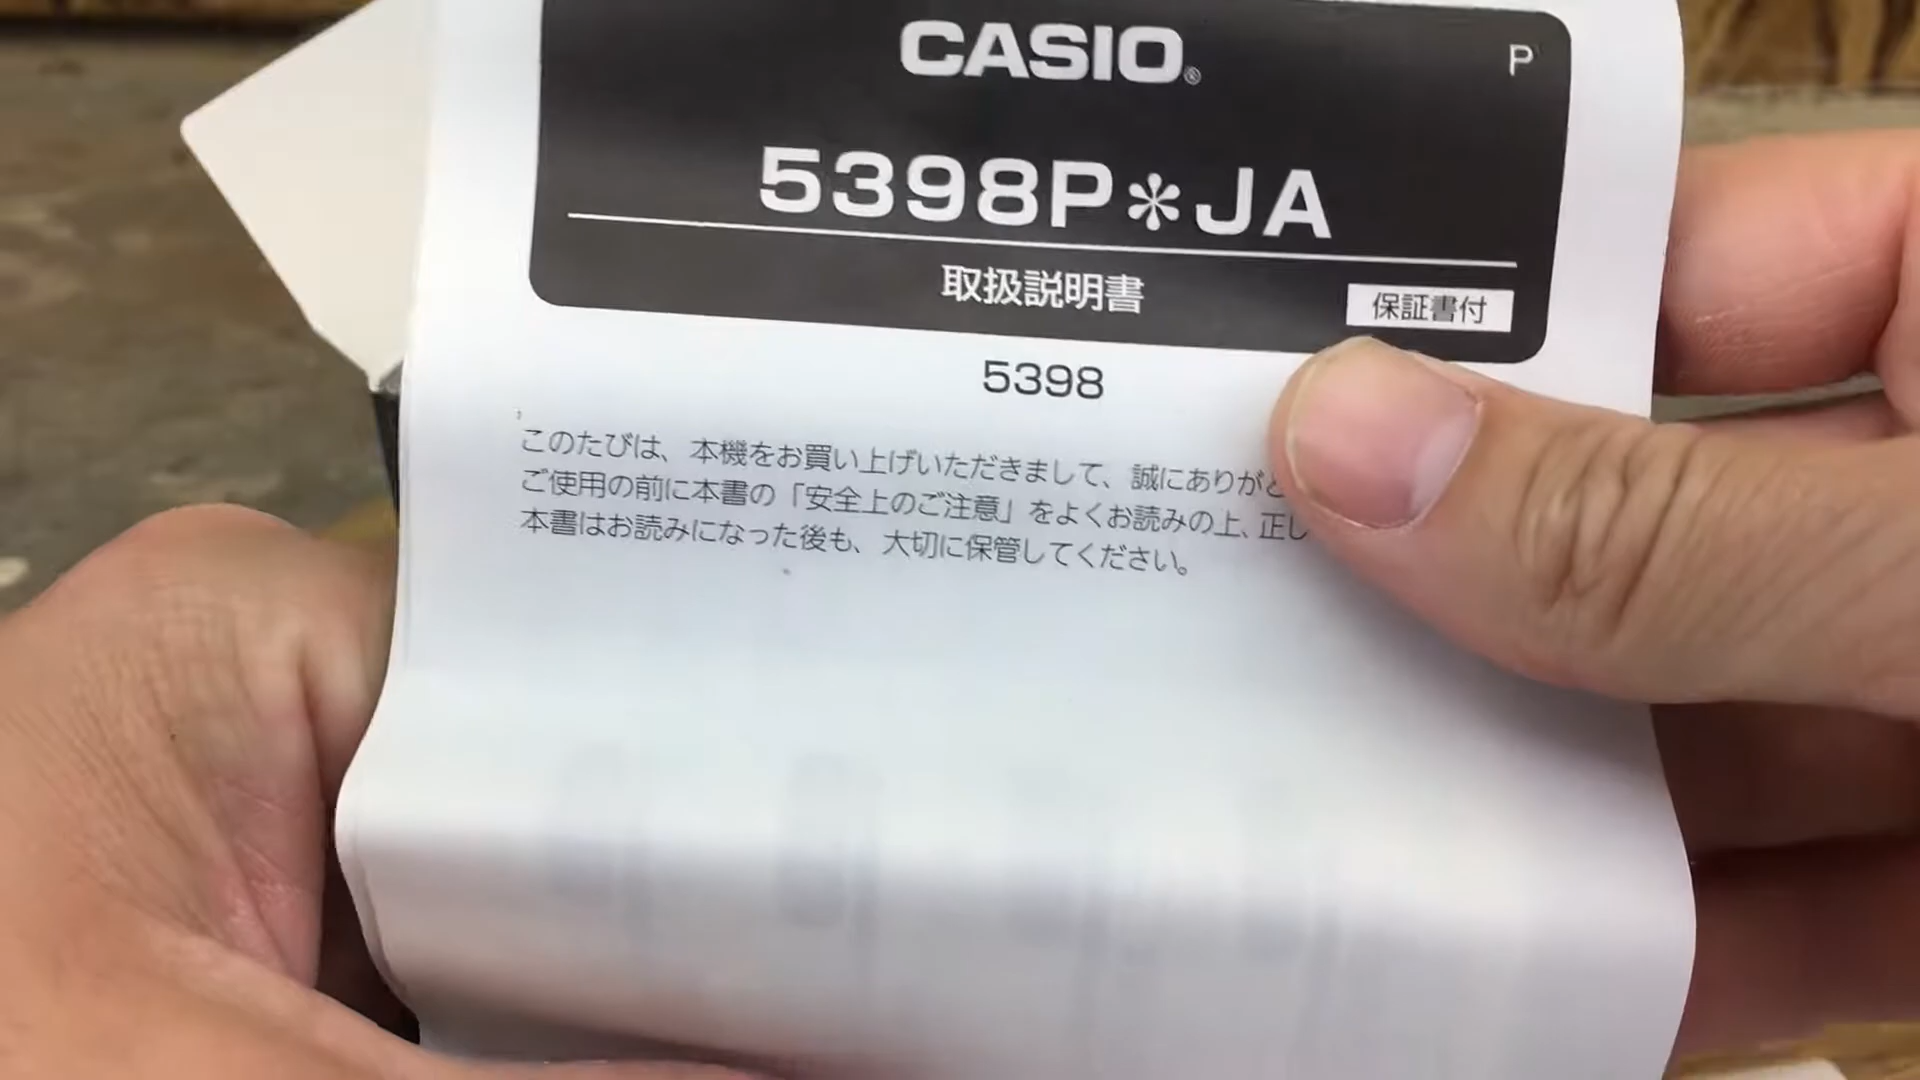 CASIO®
P
5398P*JA
取扱説明書
保証書付
5398
このたびは、本機をお買い上げいただきまして、誠にありがと
ご使用の前に本書の「安全上のご注意」をよくお読みの上、正し
本書はお読みになった後も、大切に保管してください。